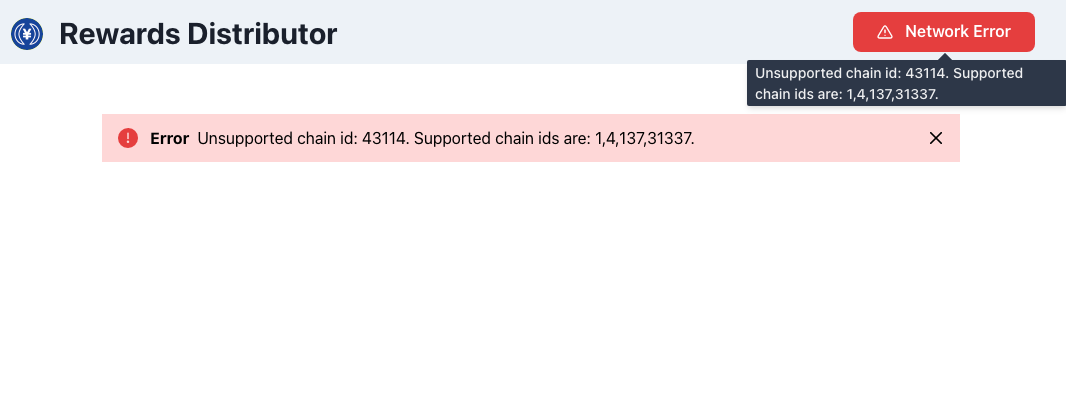 ¥ Rewards Distributor
Network Error
Unsupported chain id: 43114. Supported
chain ids are: 1,4,137,31337.
Error Unsupported chain id: 43114. Supported chain ids are: 1,4,137,31337.